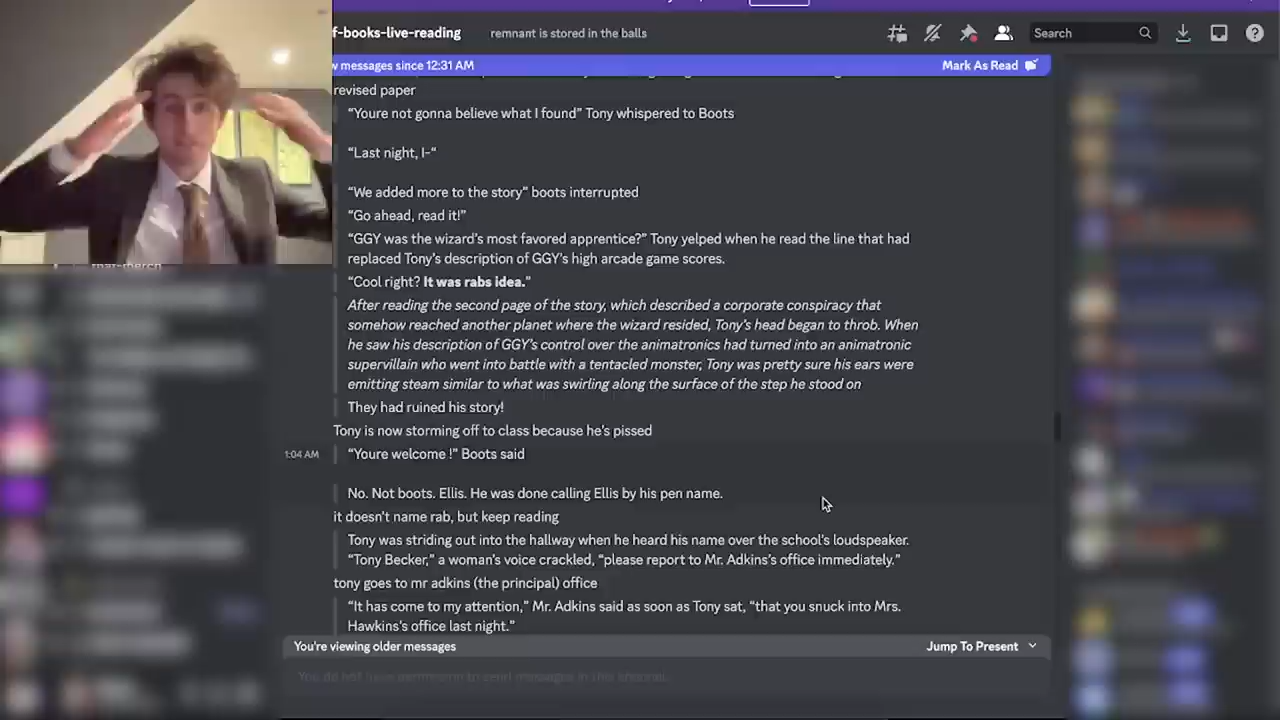 f-books-live-reading
remnant is stored in the balls
Search
w messages since 12:31 AM
Mark As Read
revised paper
“Youre not gonna believe what I found” Tony whispered to Boots
“Last night, I-“
“We added more to the story” boots interrupted
“Go ahead, read it!”
“GGY was the wizard’s most favored apprentice?” Tony yelped when he read the line that had
replaced Tony’s description of GGY’s high arcade game scores.
“Cool right? It was rabs idea.”
After reading the second page of the story, which described a corporate conspiracy that
somehow reached another planet where the wizard resided, Tony’s head began to throb. When
he saw his description of GGY’s control over the animatronics had turned into an animatronic
supervillain who went into battle with a tentacled monster, Tony was pretty sure his ears were
emitting steam similar to what was swirling along the surface of the step he stood on
They had ruined his story!
Tony is now storming off to class because he's pissed
1:04 AM
“Youre welcome !” Boots said
No. Not boots. Ellis. He was done calling Ellis by his pen name.
it doesn't name rab, but keep reading
Tony was striding out into the hallway when he heard his name over the school’s loudspeaker.
“Tony Becker,” a woman’s voice crackled, “please report to Mr. Adkins’s office immediately.”
tony goes to mr adkins (the principal) office
“It has come to my attention,” Mr. Adkins said as soon as Tony sat, “that you snuck into Mrs.
Hawkins’s office last night.”
You're viewing older messages
Jump To Present
You do not have permission to send messages in this channel.